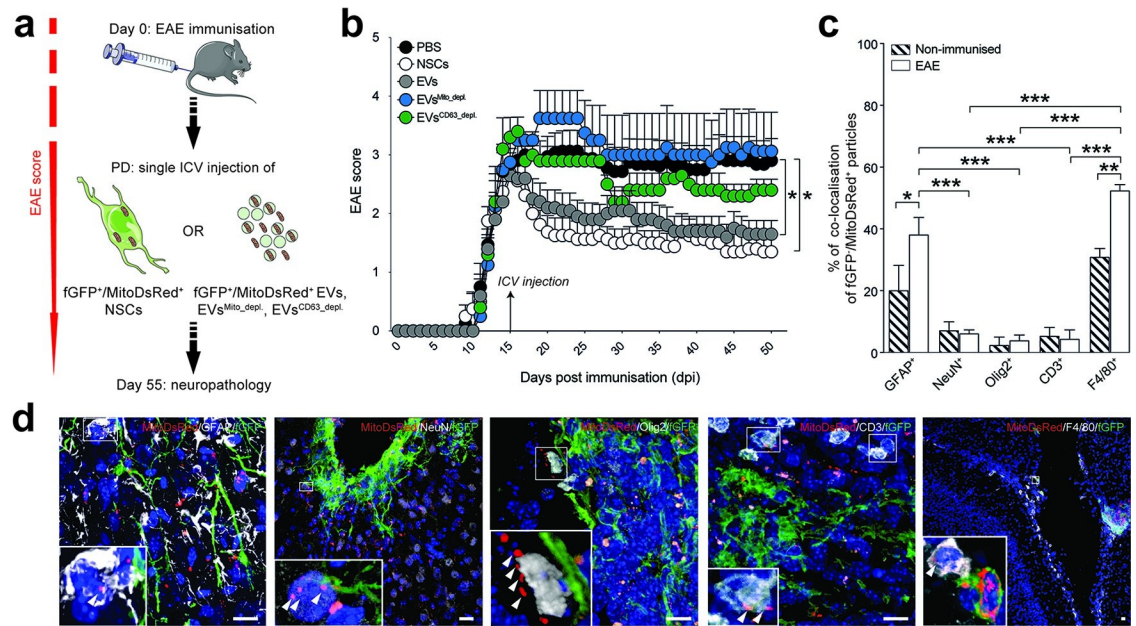 a
Day 0: EAE immunisation
EAE score
PD: single ICV injection of
OR
fGFP⁺/MitoDsRed⁺
NSCs
fGFP⁺/MitoDsRed⁺ EVs,
EVsMito_depl., EVsCD63_depl.
Day 55: neuropathology
b
5
4
3
2
1
0
EAE score
PBS
NSCs
EVs
EVsMito_depl.
EVsCD63_depl.
**
ICV injection
0 5 10 15 20 25 30 35 40 45 50
Days post immunisation (dpi)
c
100
80
60
40
20
0
% of co-localisation
of fGFP⁺/MitoDsRed⁺ particles
Non-immunised
EAE
***
***
***
***
***
**
*
GFAP⁺ NeuN⁺ Olig2⁺ CD3⁺ F4/80⁺
d
MitoDsRed/GFAP/fGFP
MitoDsRed/NeuN/fGFP
MitoDsRed/Olig2/fGFP
MitoDsRed/CD3/fGFP
MitoDsRed/F4/80/fGFP